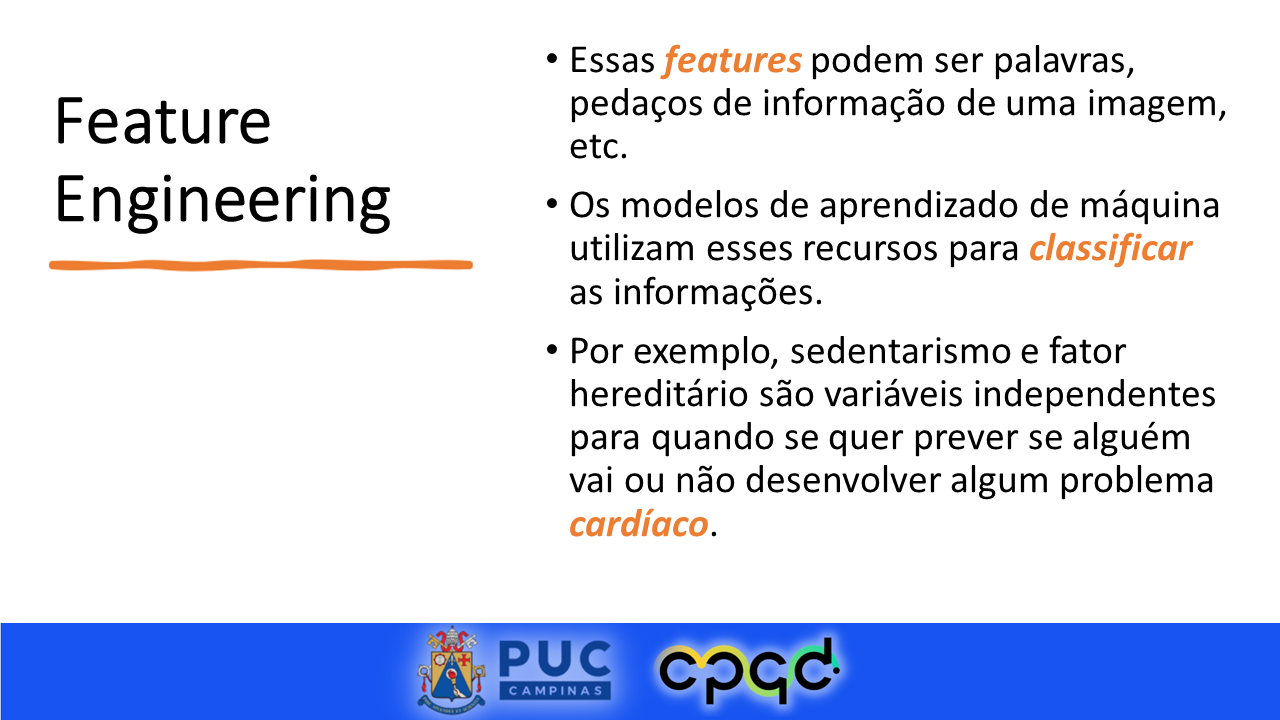 Feature
Engineering
• Essas features podem ser palavras,
pedaços de informação de uma imagem,
etc.
• Os modelos de aprendizado de máquina
utilizam esses recursos para classificar
as informações.
• Por exemplo, sedentarismo e fator
hereditário são variáveis independentes
para quando se quer prever se alguém
vai ou não desenvolver algum problema
cardíaco.
PUC
CAMPINAS
cpqd